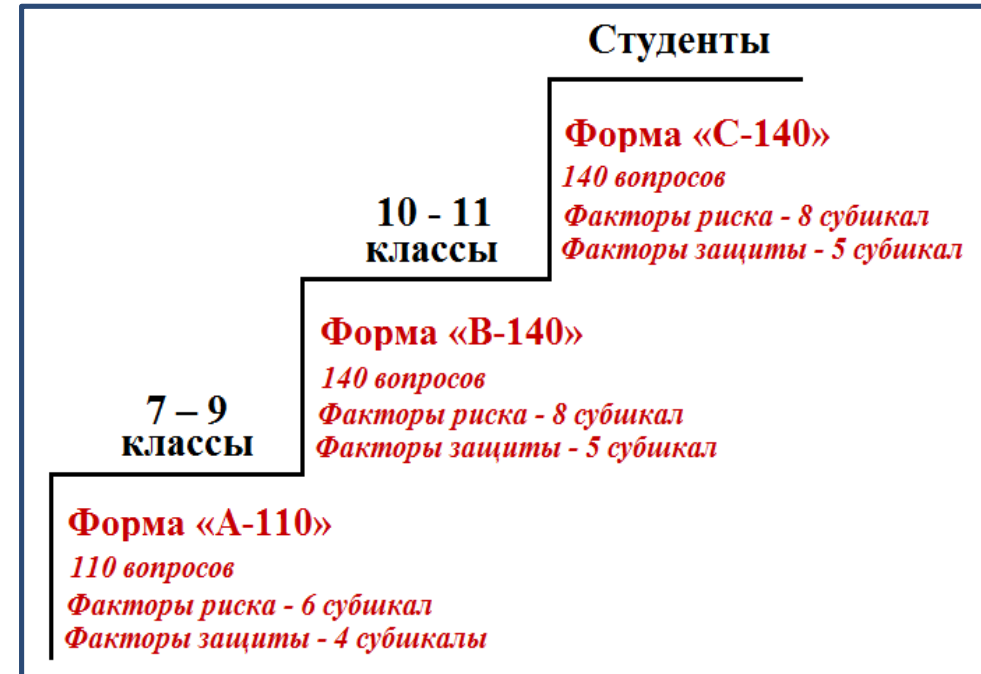 Студенты
Форма «С-140»
140 вопросов
Факторы риска - 8 субшкал
Факторы защиты - 5 субшкал
10 - 11
классы
Форма «В-140»
140 вопросов
Факторы риска - 8 субшкал
Факторы защиты - 5 субшкал
7 – 9
классы
Форма «А-110»
110 вопросов
Факторы риска - 6 субшкал
Факторы защиты - 4 субшкалы